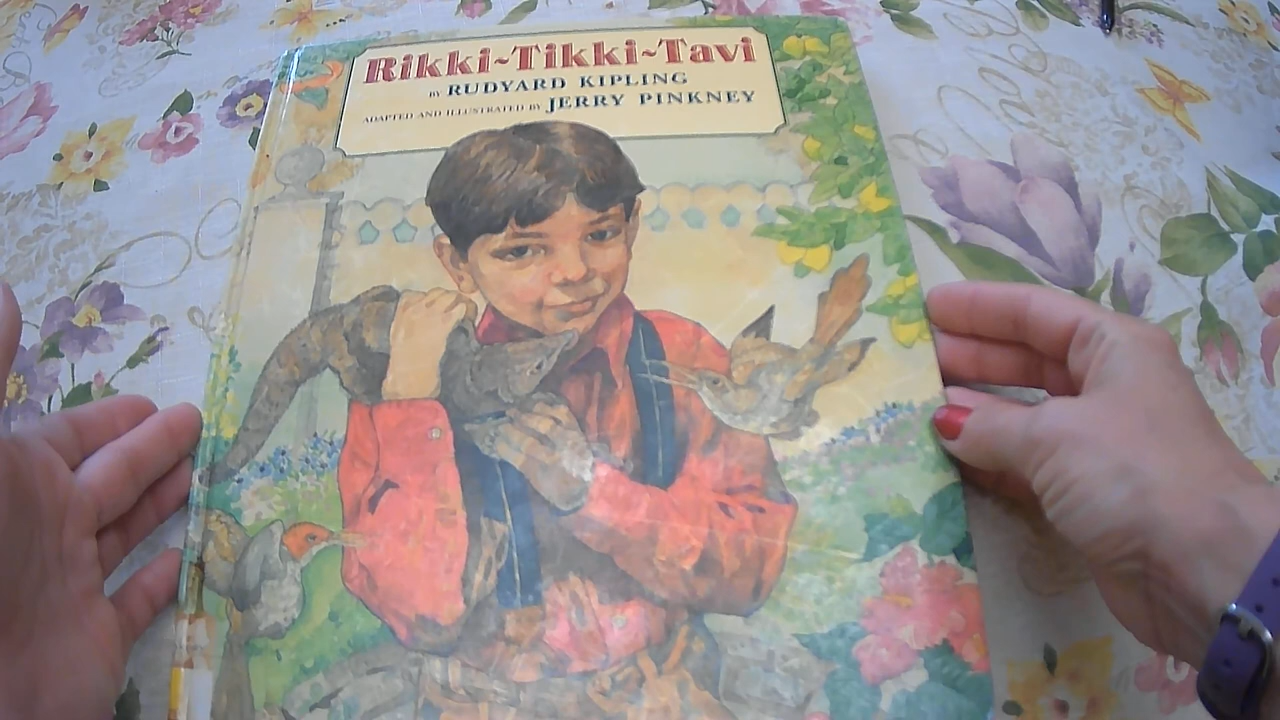 Rikki-Tikki-Tavi
BY RUDYARD KIPLING
ADAPTED AND ILLUSTRATED BY JERRY PINKNEY